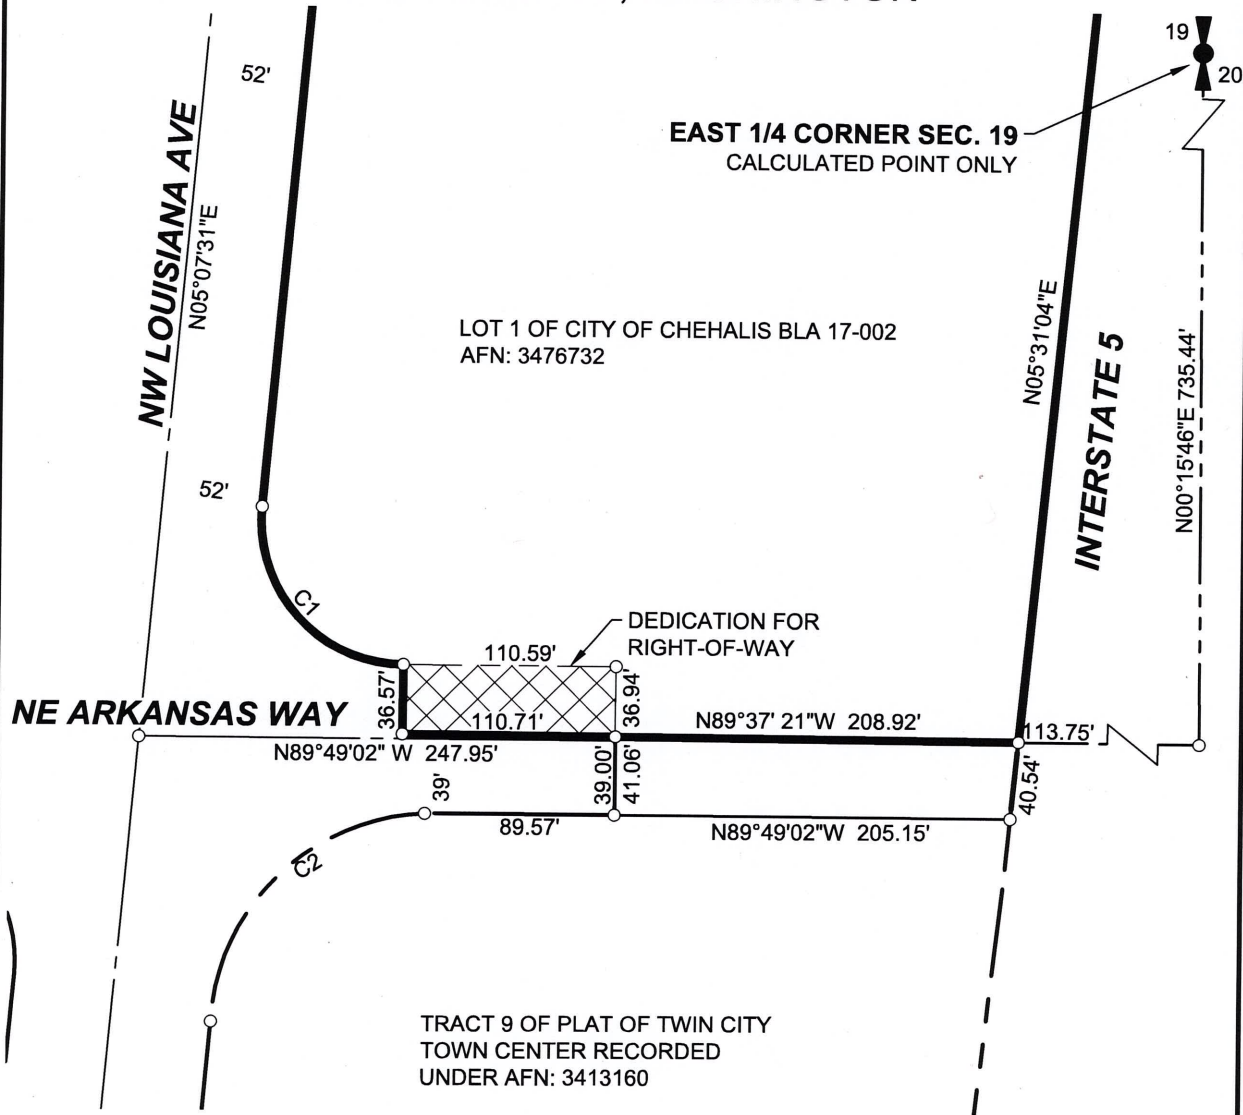 19
20
52'
EAST 1/4 CORNER SEC. 19
CALCULATED POINT ONLY
NW LOUISIANA AVE
N05°07'31"E
LOT 1 OF CITY OF CHEHALIS BLA 17-002
AFN: 3476732
N05°31'04"E
INTERSTATE 5
N00°15'46"E 735.44'
52'
C1
DEDICATION FOR
RIGHT-OF-WAY
110.59'
36.57'
36.94'
110.71'
NE ARKANSAS WAY
N89°37' 21"W 208.92'
113.75'
N89°49'02" W 247.95'
39'
39.00'
41.06'
40.54'
89.57'
N89°49'02"W 205.15'
C2
TRACT 9 OF PLAT OF TWIN CITY
TOWN CENTER RECORDED
UNDER AFN: 3413160